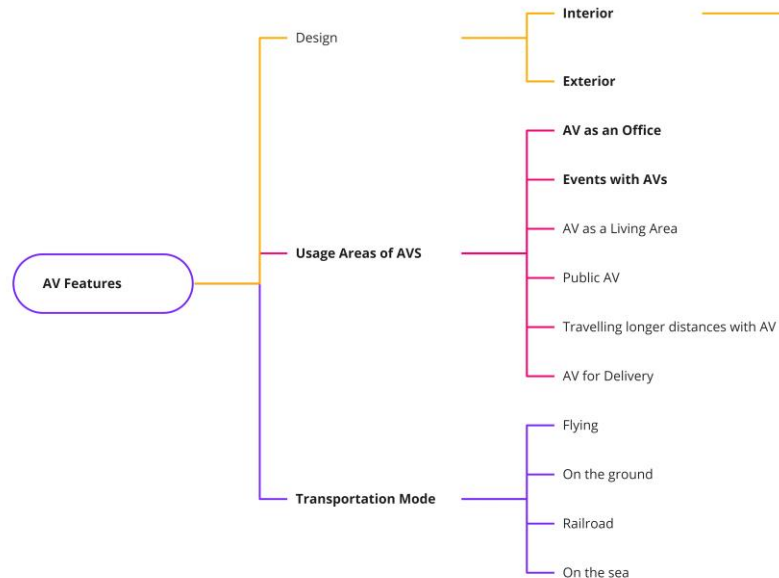 AV Features
Design
Interior
Exterior
Usage Areas of AVS
AV as an Office
Events with AVs
AV as a Living Area
Public AV
Travelling longer distances with AV
AV for Delivery
Transportation Mode
Flying
On the ground
Railroad
On the sea